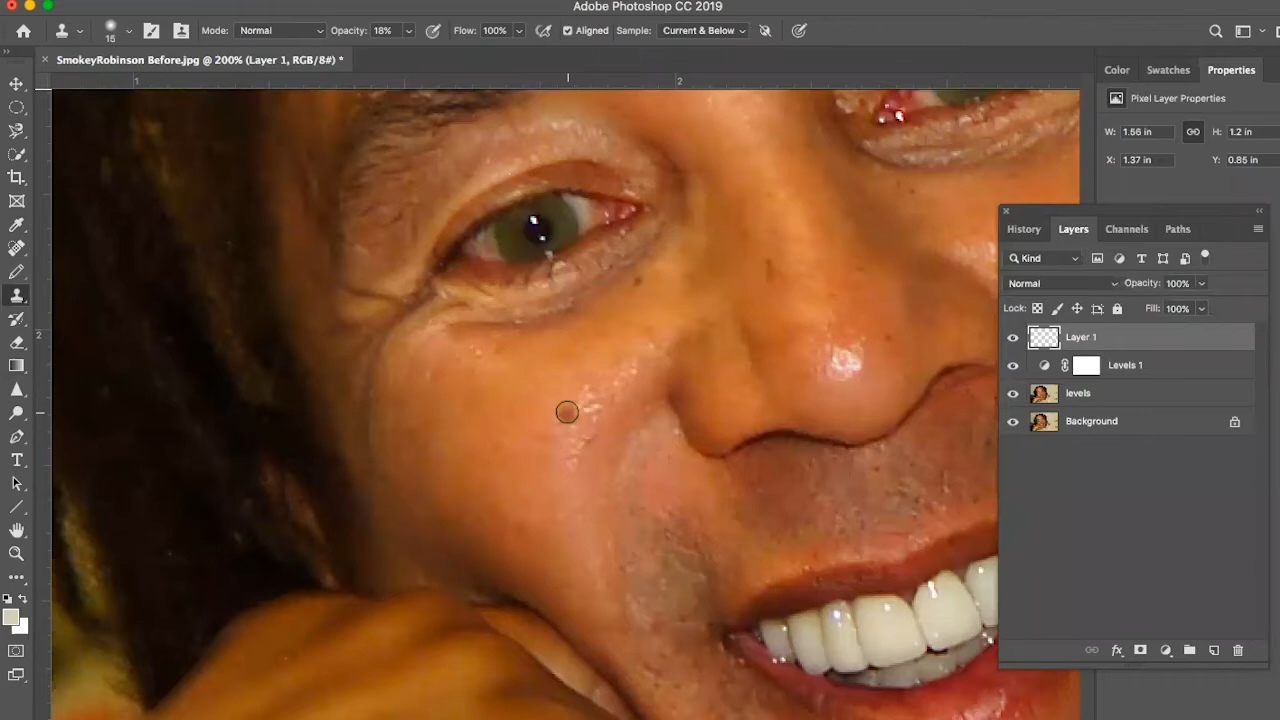 Adobe Photoshop CC 2019
15
Mode: Normal
Opacity: 18%
Flow: 100%
Aligned
Sample: Current & Below
SmokeyRobinson Before.jpg @ 200% (Layer 1, RGB/8#) *
1
2
2
Color
Swatches
Properties
Pixel Layer Properties
W: 1.56 in
H: 1.2 in
X: 1.37 in
Y: 0.85 in
History
Layers
Channels
Paths
Kind
Normal
Opacity: 100%
Lock:
Fill: 100%
Layer 1
Levels 1
levels
Background
fx